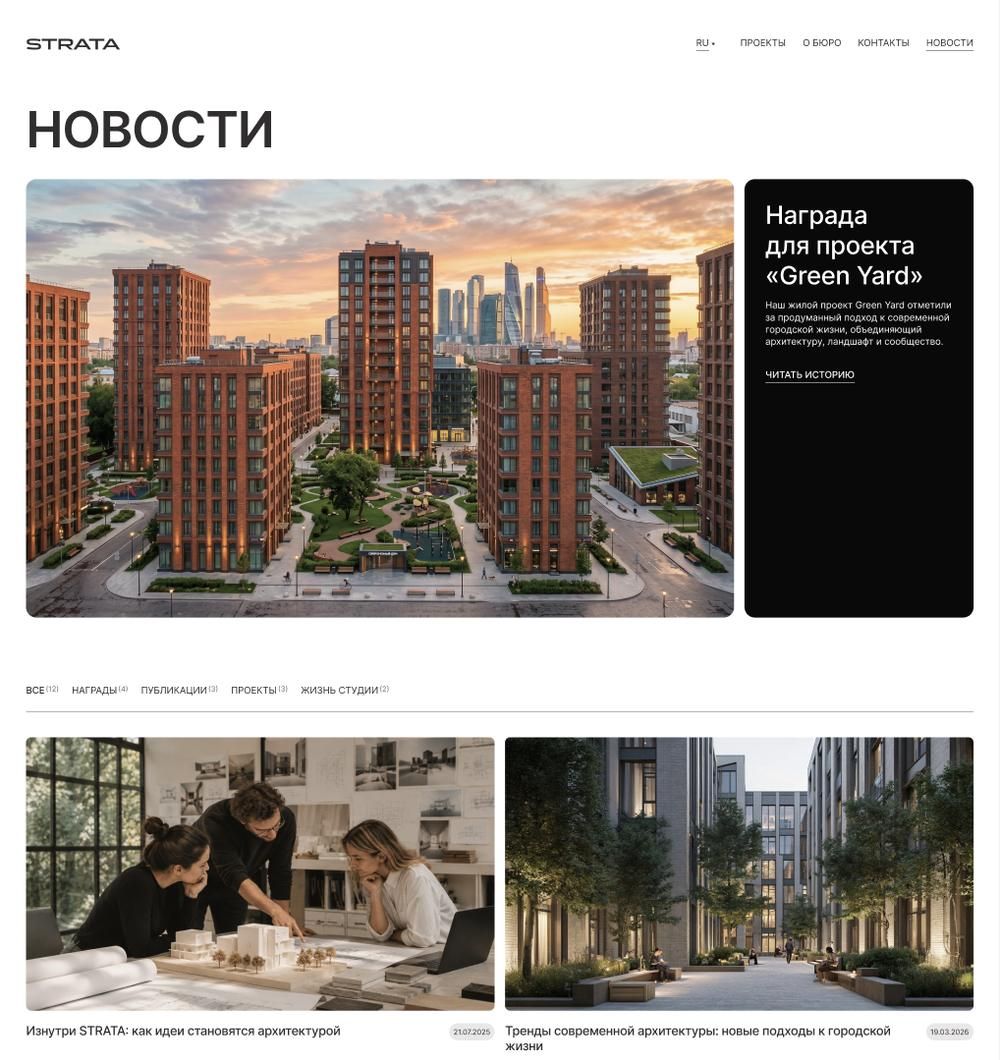 STRATA
RU
ПРОЕКТЫ
О БЮРО
КОНТАКТЫ
НОВОСТИ
НОВОСТИ
Награда
для проекта
«Green Yard»
Наш жилой проект Green Yard отметили
за продуманный подход к современной
городской жизни, объединяющий
архитектуру, ландшафт и сообщество.
ЧИТАТЬ ИСТОРИЮ
ВСЕ (12)
НАГРАДЫ (4)
ПУБЛИКАЦИИ (3)
ПРОЕКТЫ (3)
ЖИЗНЬ СТУДИИ (2)
Изнутри STRATA: как идеи становятся архитектурой
21.07.2025
Тренды современной архитектуры: новые подходы к городской
жизни
19.03.2026